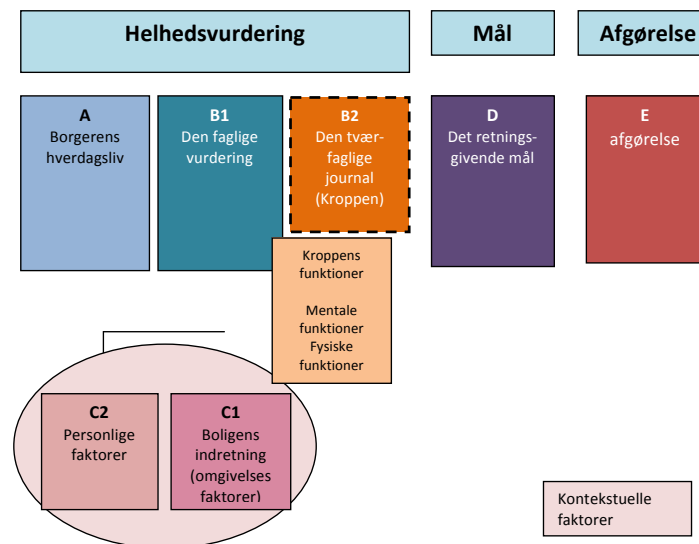 Helhedsvurdering
Mål
Afgørelse
A
Borgerens
hverdagsliv
B1
Den faglige
vurdering
B2
Den tvær-
faglige
journal
(Kroppen)
D
Det retnings-
givende mål
E
afgørelse
Kroppens
funktioner
Mentale
funktioner
Fysiske
funktioner
C2
Personlige
faktorer
C1
Boligens
indretning
(omgivelses
faktorer)
Kontekstuelle
faktorer